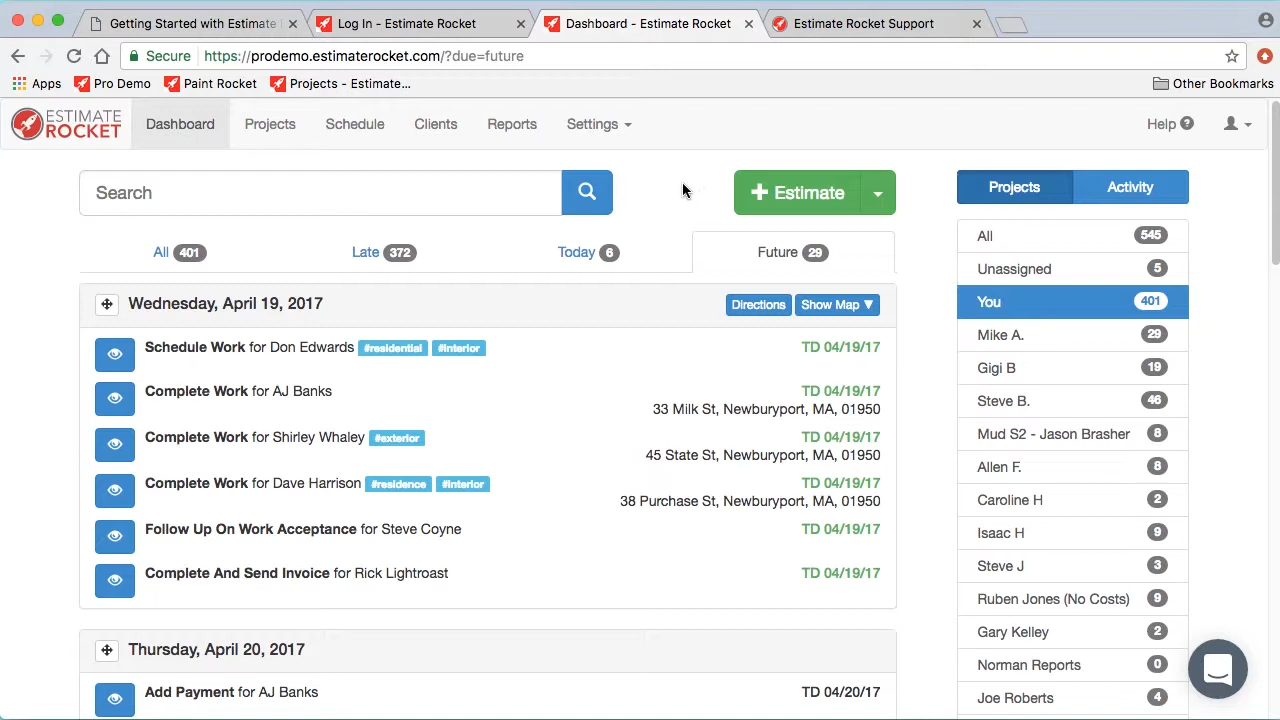 Getting Started with Estimate
Log In - Estimate Rocket
Dashboard - Estimate Rocket
Estimate Rocket Support
Secure https://prodemo.estimaterocket.com/?due=future
Apps Pro Demo Paint Rocket Projects - Estimate... Other Bookmarks
ESTIMATE ROCKET Dashboard Projects Schedule Clients Reports Settings Help
Search
Estimate
Projects Activity
All 401 Late 372 Today 6 Future 29
Wednesday, April 19, 2017 Directions Show Map ▼
Schedule Work for Don Edwards #residential #interior TD 04/19/17
Complete Work for AJ Banks TD 04/19/17
33 Milk St, Newburyport, MA, 01950
Complete Work for Shirley Whaley #exterior TD 04/19/17
45 State St, Newburyport, MA, 01950
Complete Work for Dave Harrison #residence #interior TD 04/19/17
38 Purchase St, Newburyport, MA, 01950
Follow Up On Work Acceptance for Steve Coyne TD 04/19/17
Complete And Send Invoice for Rick Lightroast TD 04/19/17
Thursday, April 20, 2017
Add Payment for AJ Banks TD 04/20/17
All 545
Unassigned 5
You 401
Mike A. 29
Gigi B 19
Steve B. 46
Mud S2 - Jason Brasher 8
Allen F. 8
Caroline H 2
Isaac H 9
Steve J 3
Ruben Jones (No Costs) 9
Gary Kelley 2
Norman Reports 0
Joe Roberts 4